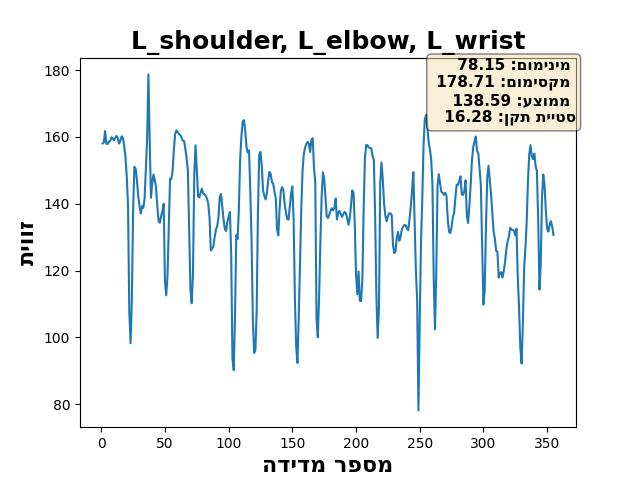 L_shoulder, L_elbow, L_wrist
מינימום: 78.15
מקסימום: 178.71
ממוצע: 138.59
סטיית תקן: 16.28
זווית
180
160
140
120
100
80
0 50 100 150 200 250 300 350
מספר מדידה